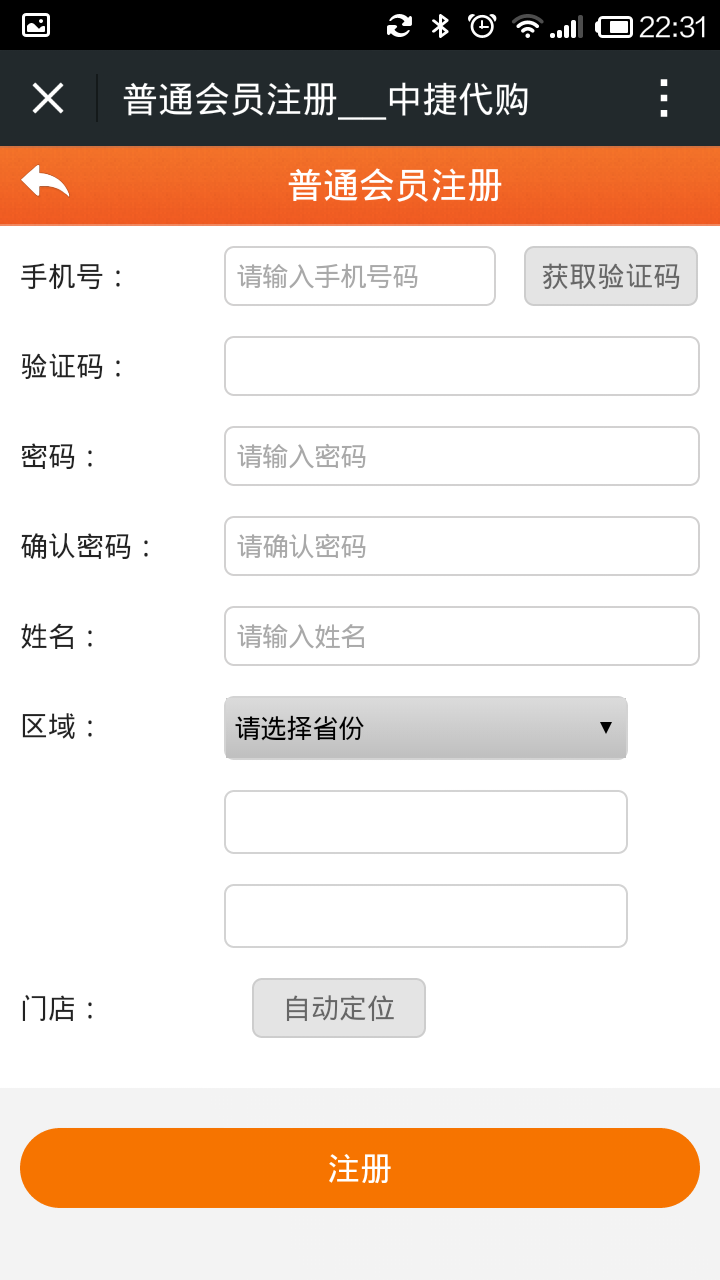 22:31
普通会员注册___中捷代购
普通会员注册
手机号： 请输入手机号码 获取验证码
验证码：
密码： 请输入密码
确认密码： 请确认密码
姓名： 请输入姓名
区域： 请选择省份
门店： 自动定位
注册